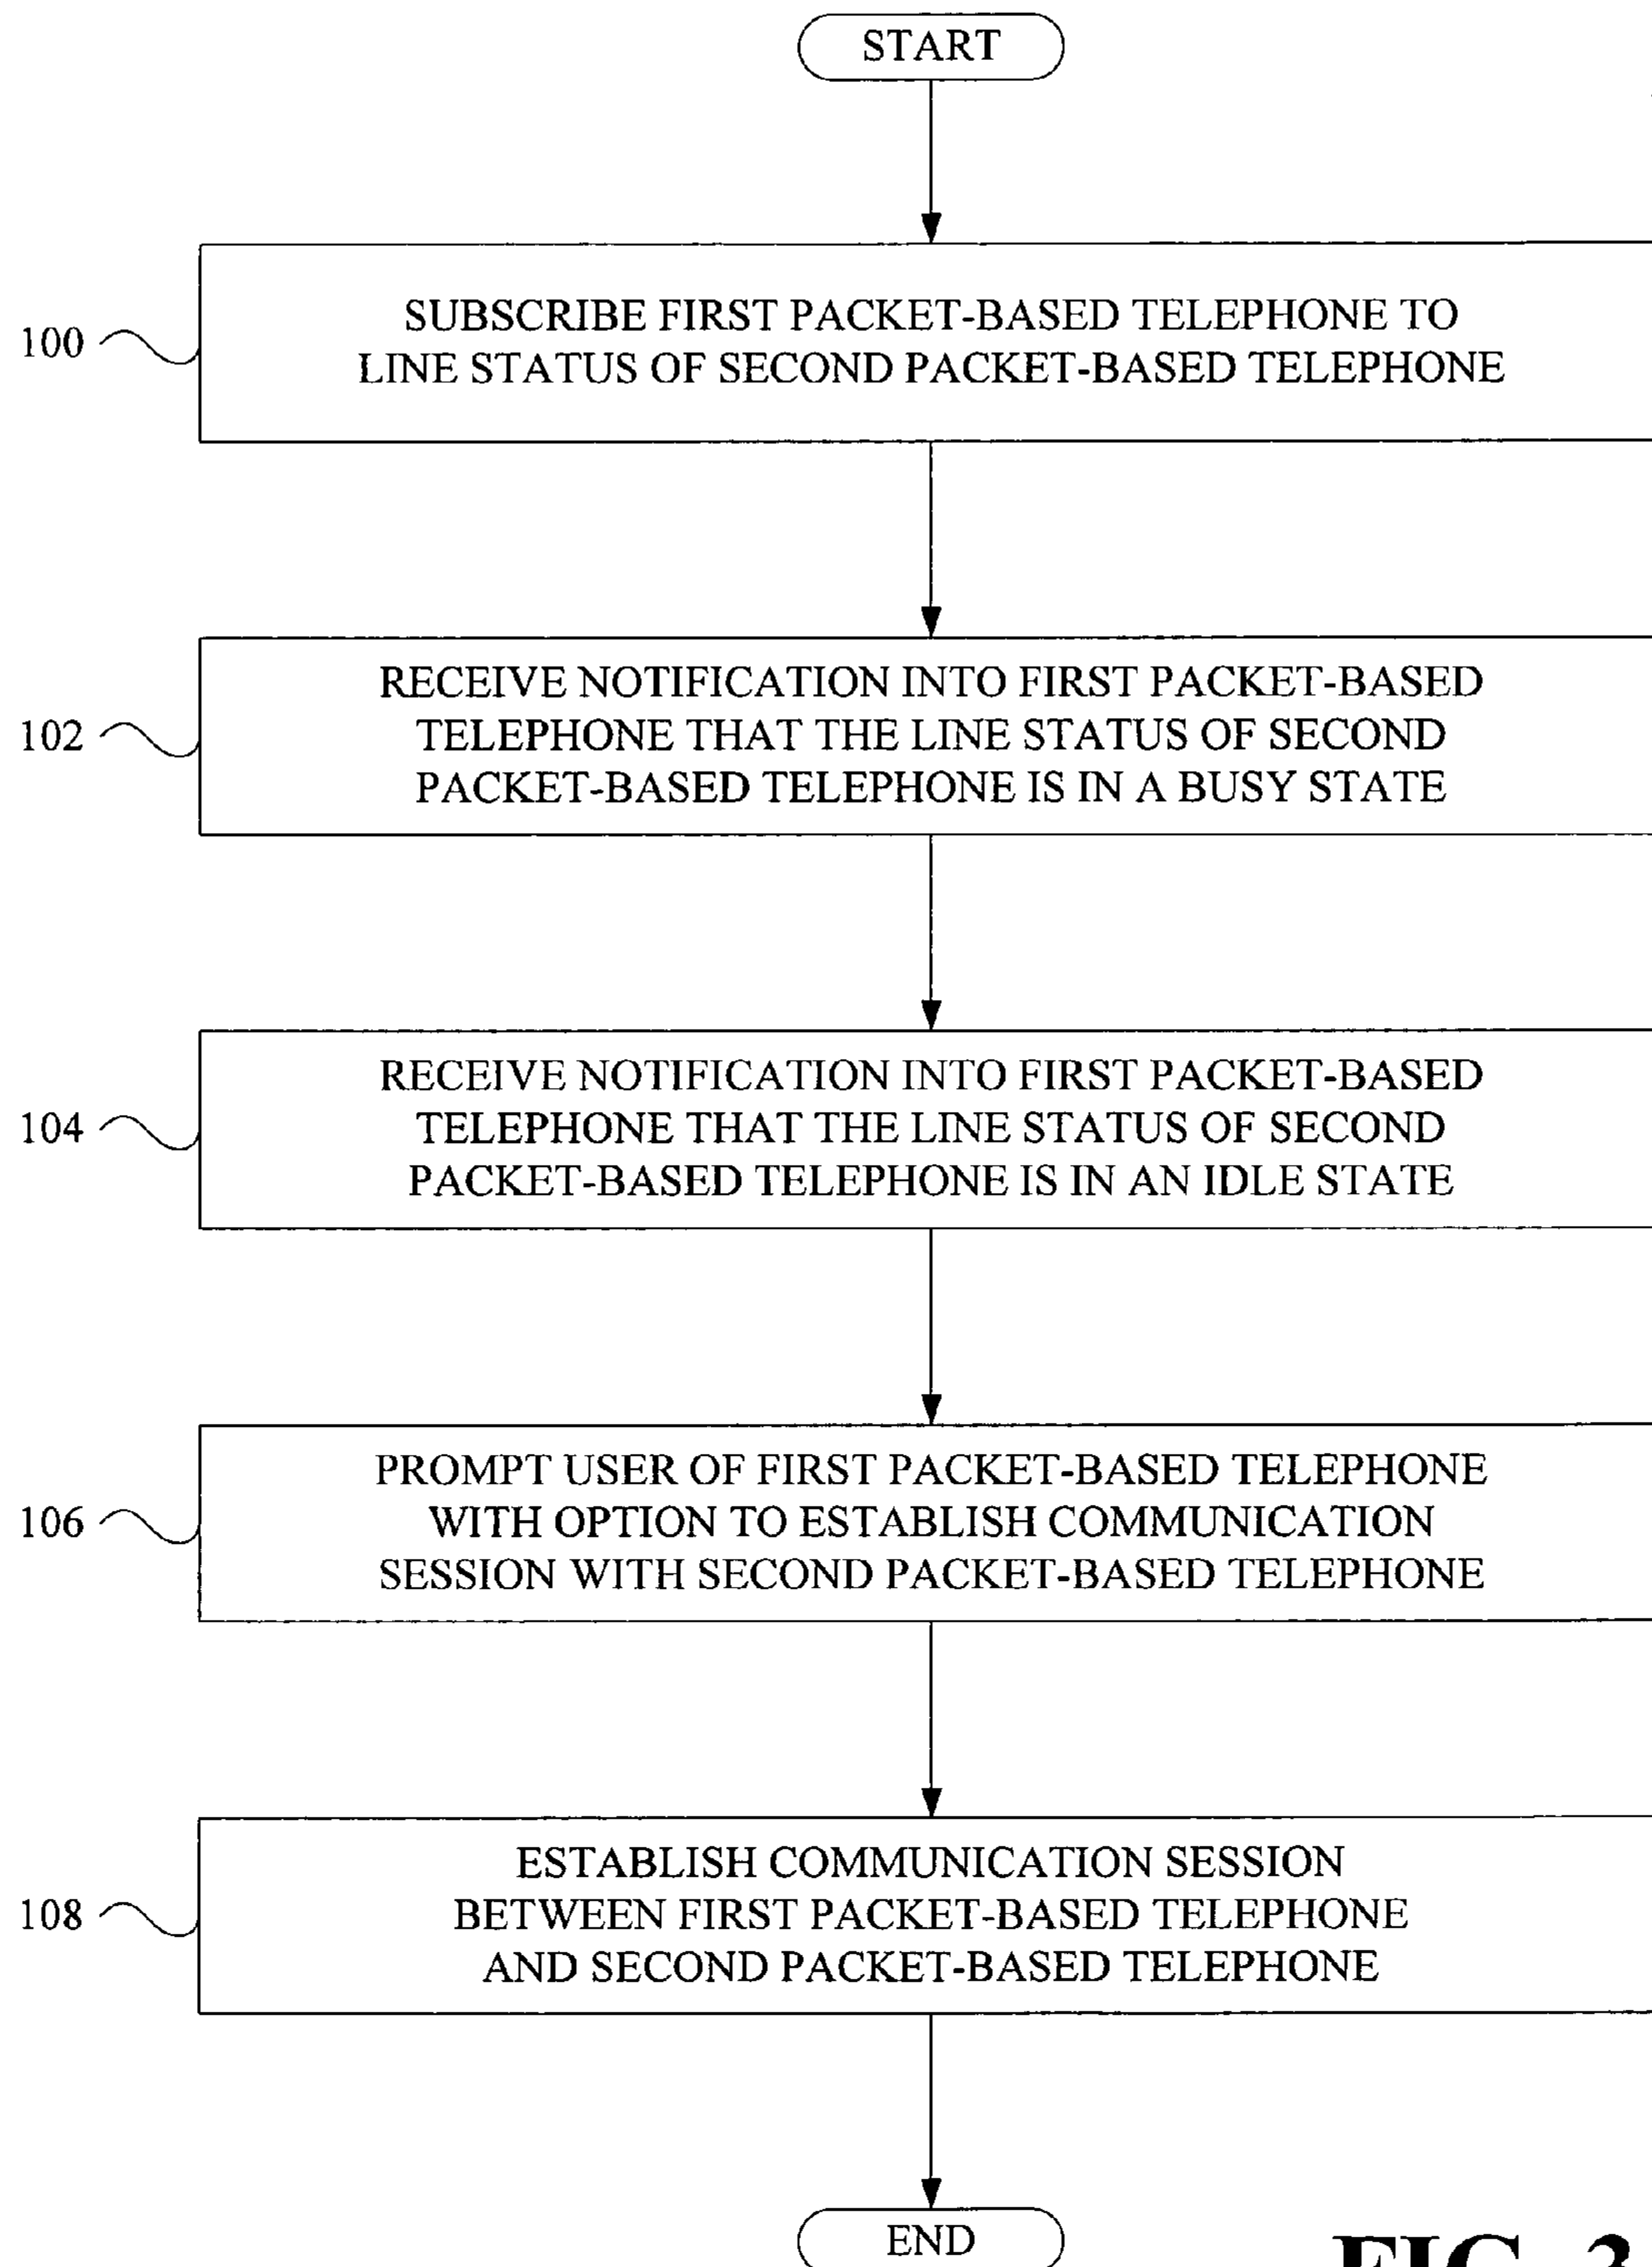 START
100
SUBSCRIBE FIRST PACKET-BASED TELEPHONE TO
LINE STATUS OF SECOND PACKET-BASED TELEPHONE
102
RECEIVE NOTIFICATION INTO FIRST PACKET-BASED
TELEPHONE THAT THE LINE STATUS OF SECOND
PACKET-BASED TELEPHONE IS IN A BUSY STATE
104
RECEIVE NOTIFICATION INTO FIRST PACKET-BASED
TELEPHONE THAT THE LINE STATUS OF SECOND
PACKET-BASED TELEPHONE IS IN AN IDLE STATE
106
PROMPT USER OF FIRST PACKET-BASED TELEPHONE
WITH OPTION TO ESTABLISH COMMUNICATION
SESSION WITH SECOND PACKET-BASED TELEPHONE
108
ESTABLISH COMMUNICATION SESSION
BETWEEN FIRST PACKET-BASED TELEPHONE
AND SECOND PACKET-BASED TELEPHONE
END
FIG. 3